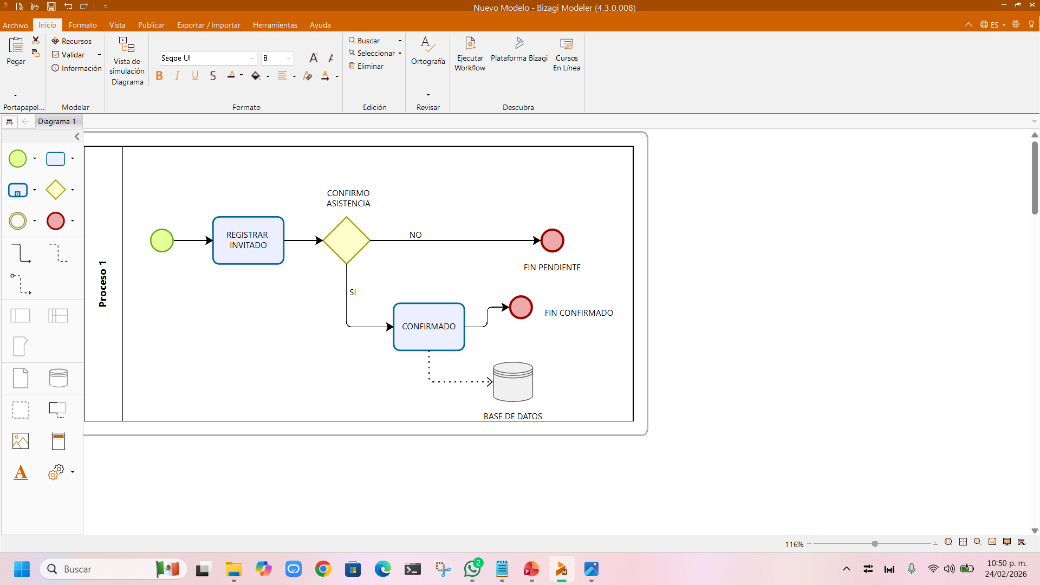 Nuevo Modelo - Bizagi Modeler (4.3.0.008)
Archivo Inicio Formato Vista Publicar Exportar / Importar Herramientas Ayuda ES
Pegar
Portapapel...
Recursos
Validar
Información
Modelar
Vista de
simulación
Diagrama
Segoe UI 8
B I U S A
Formato
Buscar
Seleccionar
Eliminar
Edición
Ortografía
Revisar
Ejecutar
Workflow
Plataforma Bizagi
Cursos
En Línea
Descubra
Diagrama 1
Proceso 1
CONFIRMO
ASISTENCIA
REGISTRAR
INVITADO
NO
FIN PENDIENTE
SI
CONFIRMADO
FIN CONFIRMADO
BASE DE DATOS
A
116%
Buscar
2
10:50 p. m.
24/02/2026